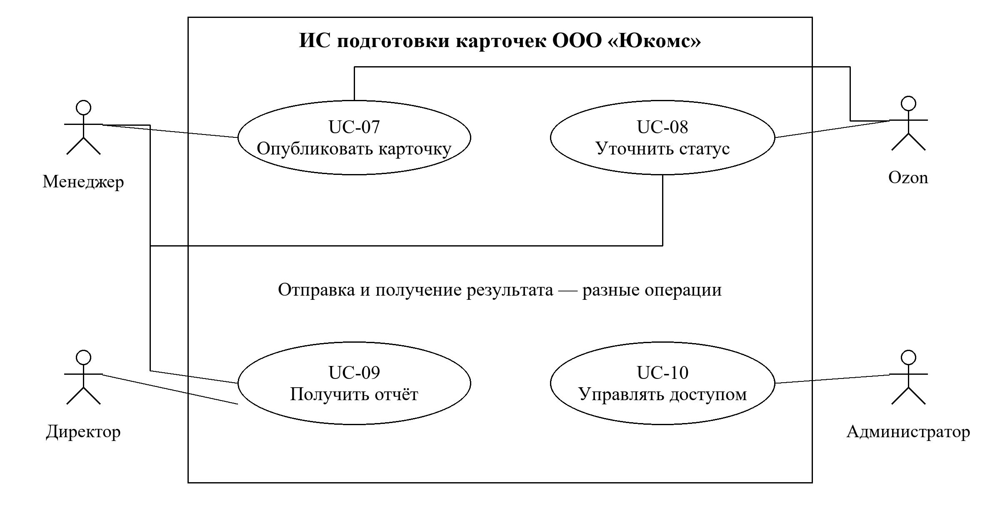 ИС подготовки карточек ООО «Юкомс»
UC-07
Опубликовать карточку
UC-08
Уточнить статус
Менеджер
Ozon
Отправка и получение результата — разные операции
UC-09
Получить отчёт
UC-10
Управлять доступом
Директор
Администратор